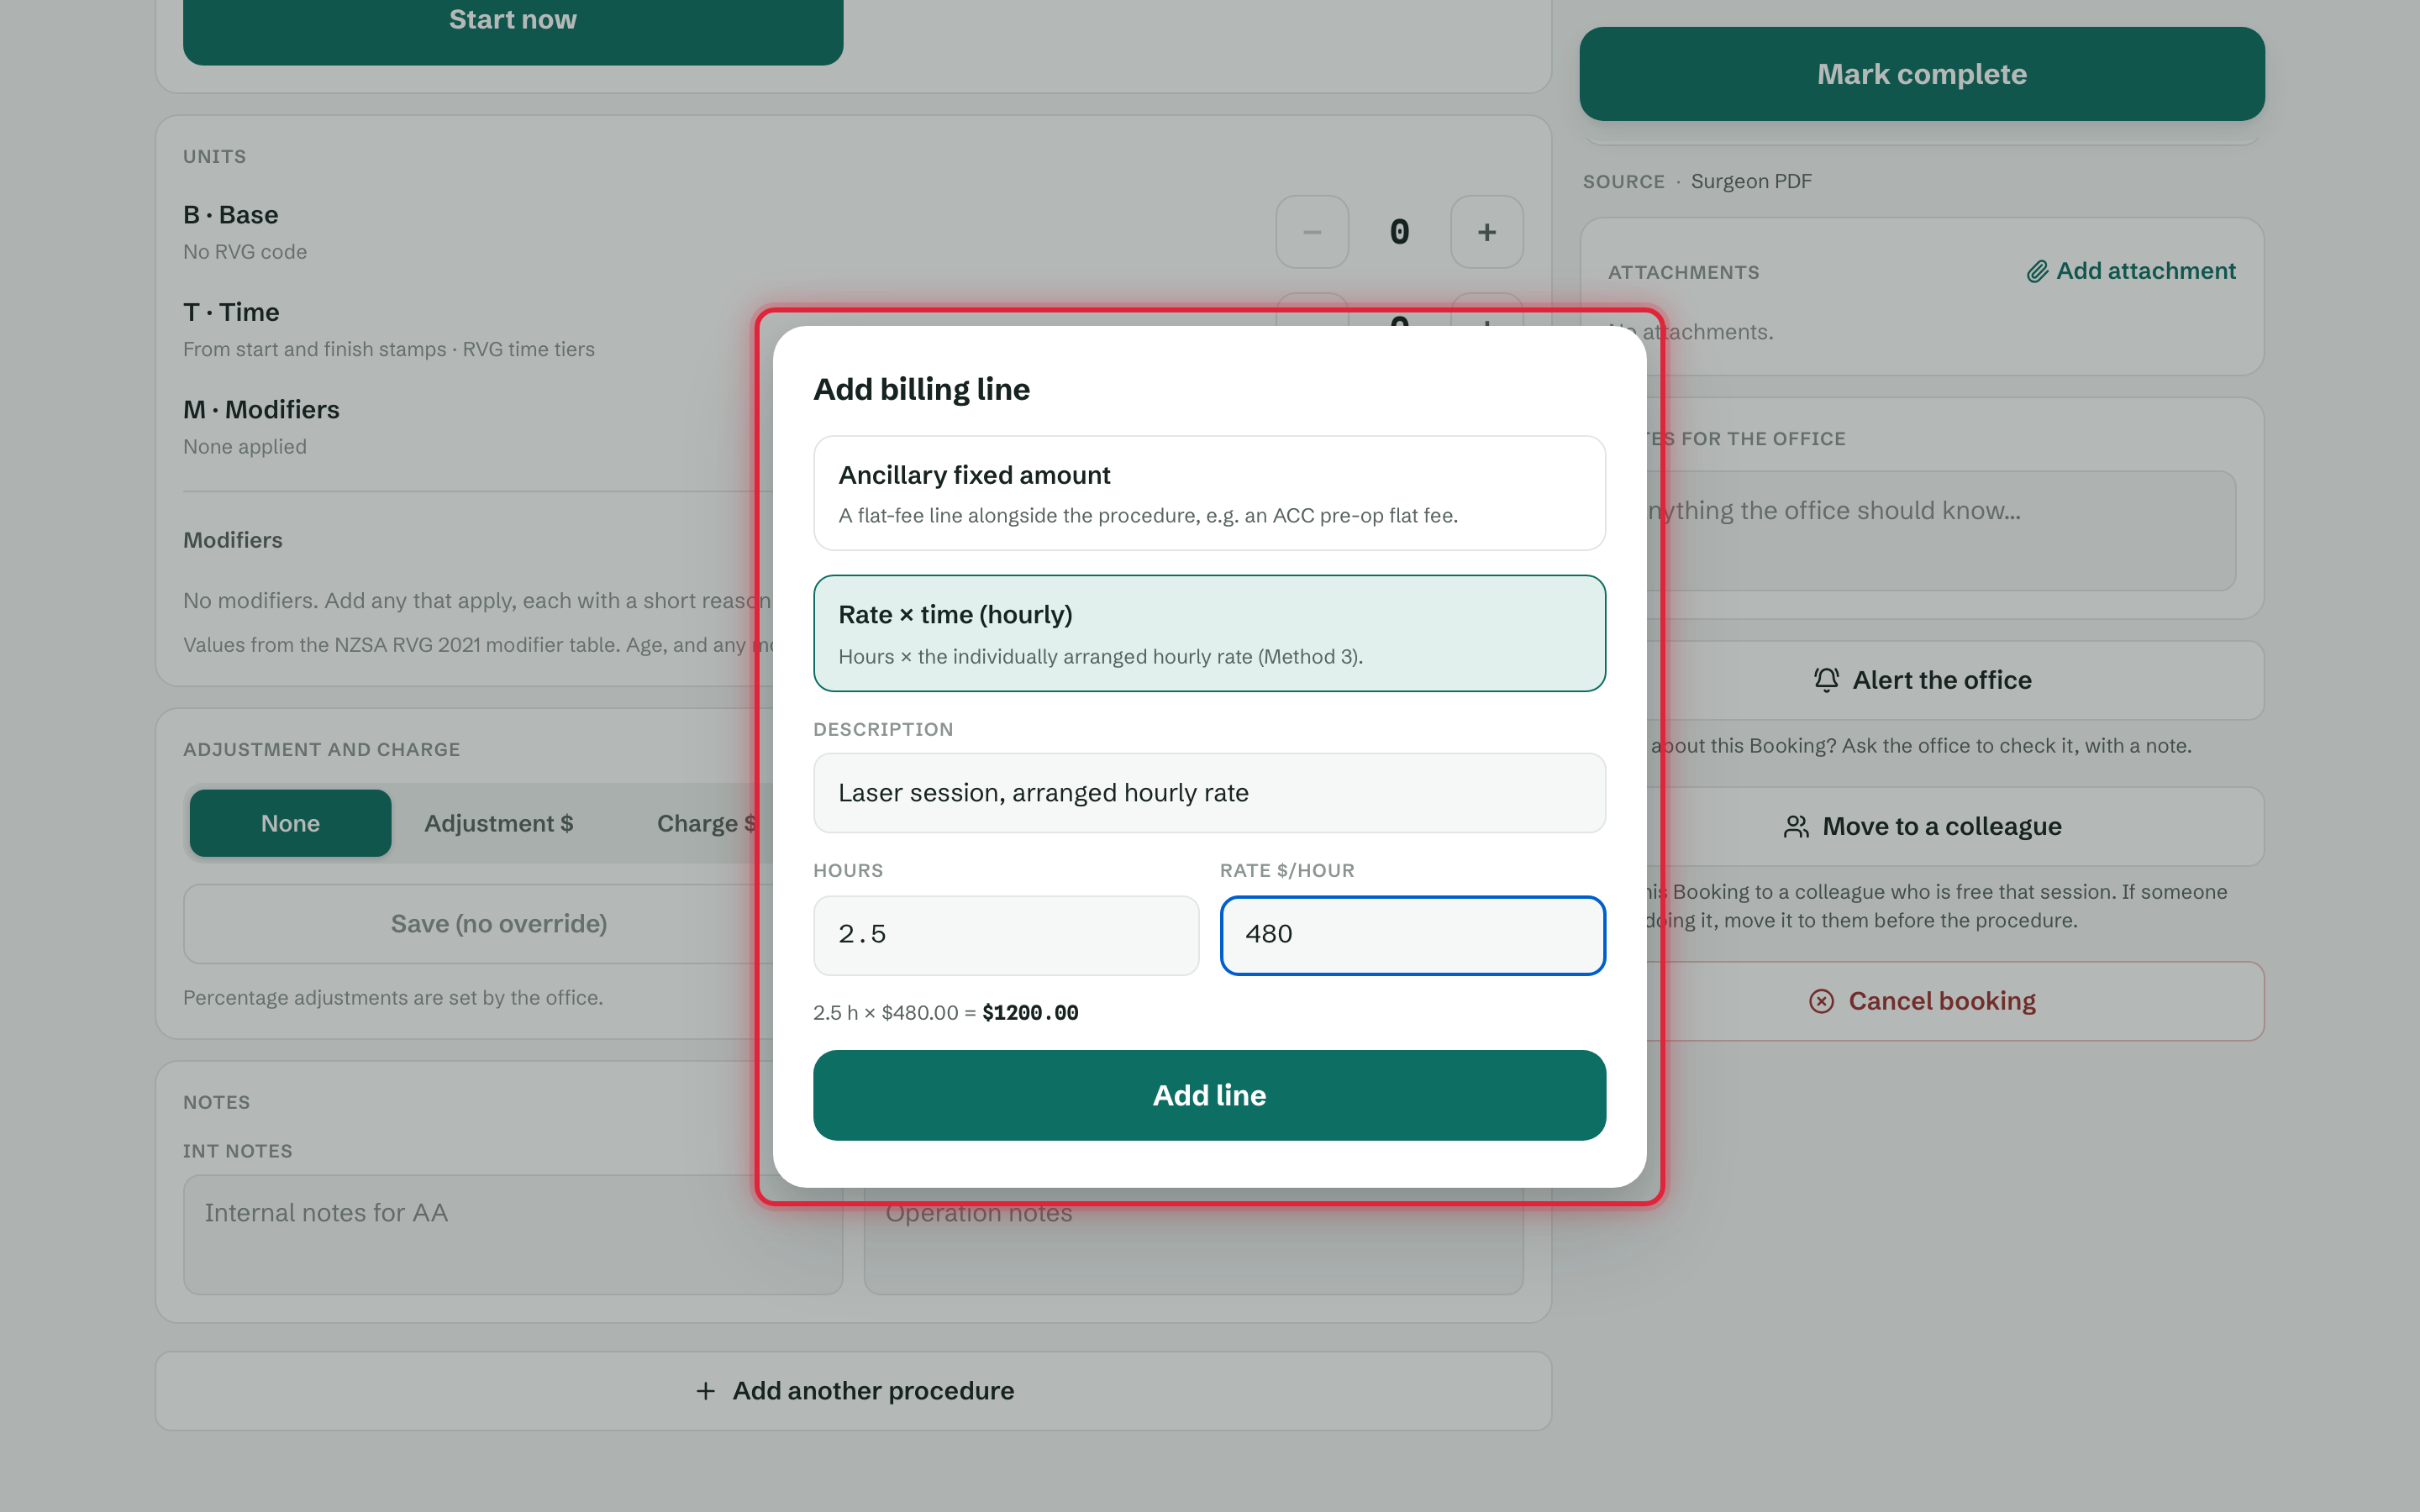 Start now
Mark complete
UNITS
B · Base
No RVG code
− 0 +
T · Time
From start and finish stamps · RVG time tiers
M · Modifiers
None applied
Modifiers
No modifiers. Add any that apply, each with a short reason
Values from the NZSA RVG 2021 modifier table. Age, and any
ADJUSTMENT AND CHARGE
None
Adjustment $
Charge $
Save (no override)
Percentage adjustments are set by the office.
NOTES
INT NOTES
Internal notes for AA
Operation notes
+ Add another procedure
Add billing line
Ancillary fixed amount
A flat-fee line alongside the procedure, e.g. an ACC pre-op flat fee.
Rate × time (hourly)
Hours × the individually arranged hourly rate (Method 3).
DESCRIPTION
Laser session, arranged hourly rate
HOURS
RATE $/HOUR
2.5
480
2.5 h × $480.00 = $1200.00
Add line
SOURCE · Surgeon PDF
ATTACHMENTS
Add attachment
attachments.
FOR THE OFFICE
the office should know...
Alert the office
about this Booking? Ask the office to check it, with a note.
Move to a colleague
Booking to a colleague who is free that session. If someone
doing it, move it to them before the procedure.
Cancel booking